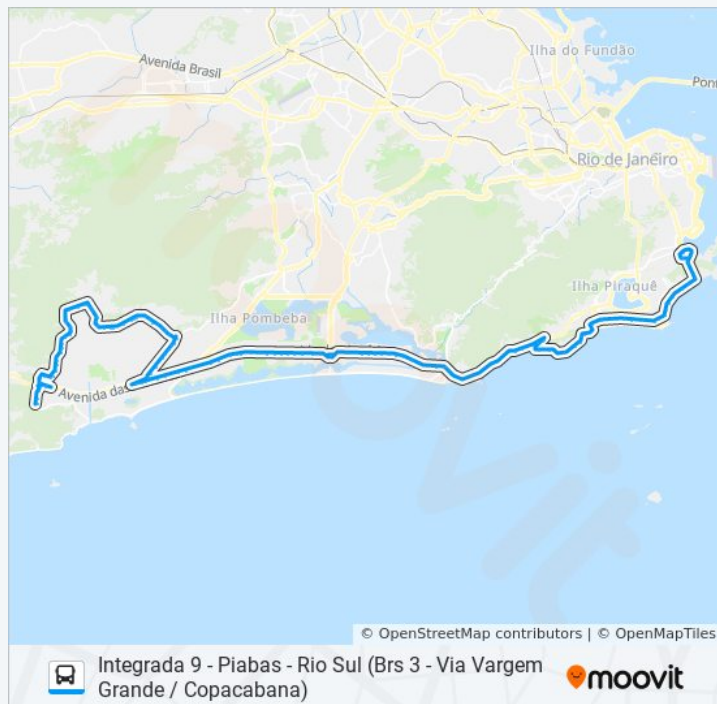 Ilha do Fundão
Avenida Brasil
Pon
Rio de Janeiro
Ilha Piraquê
Ilha Pombeba
Avenida das
© OpenStreetMap contributors | © OpenMapTiles
Integrada 9 - Piabas - Rio Sul (Brs 3 - Via Vargem
Grande / Copacabana)
moovit